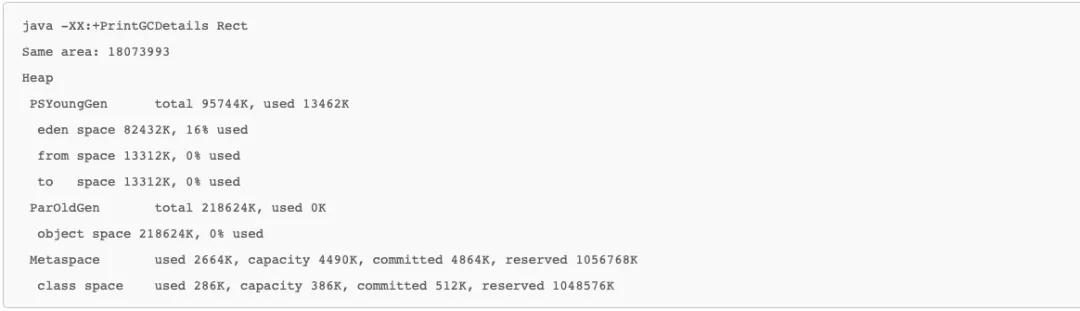 java -XX:+PrintGCDetails Rect
Same area: 18073993
Heap
PSYoungGen total 95744K, used 13462K
eden space 82432K, 16% used
from space 13312K, 0% used
to space 13312K, 0% used
ParOldGen total 218624K, used 0K
object space 218624K, 0% used
Metaspace used 2664K, capacity 4490K, committed 4864K, reserved 1056768K
class space used 286K, capacity 386K, committed 512K, reserved 1048576K